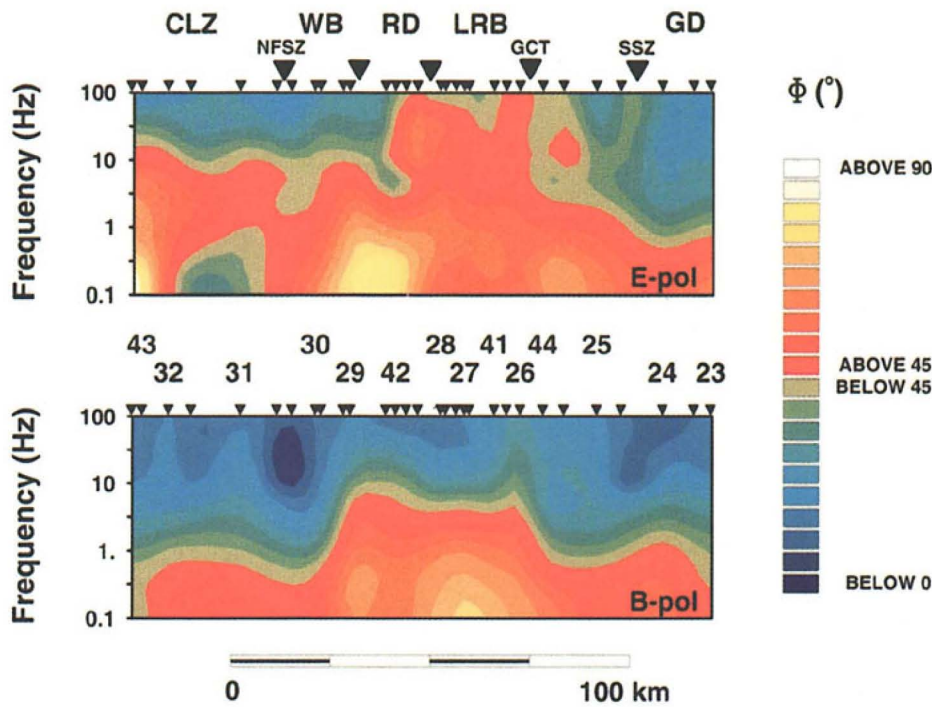 CLZ WB RD LRB GD
NFSZ GCT SSZ
Φ (°)
Frequency (Hz)
100
10
1
0.1
E-pol
ABOVE 90
ABOVE 45
BELOW 45
BELOW 0
43 30 28 41 44 25
32 31 29 42 27 26 24 23
Frequency (Hz)
100
10
1.
0.1
B-pol
0 100 km